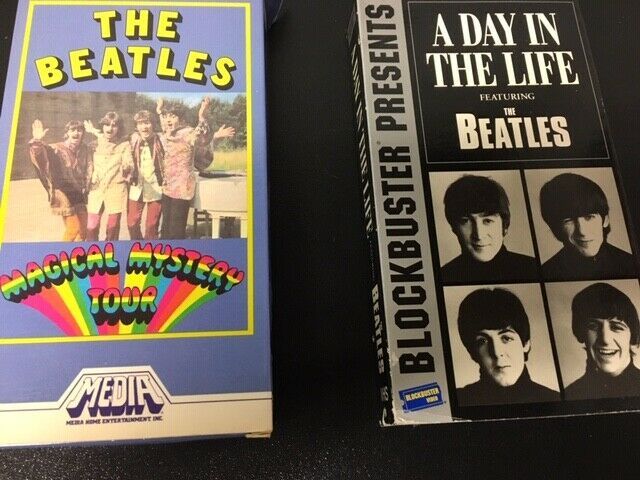 THE
BEATLES
MAGICAL MYSTERY
TOUR
MEDIA
MEDIA HOME ENTERTAINMENT INC.
BLOCKBUSTER PRESENTS
A DAY IN
THE LIFE
FEATURING
THE
BEATLES
BLOCKBUSTER
VIDEO
BEATLES